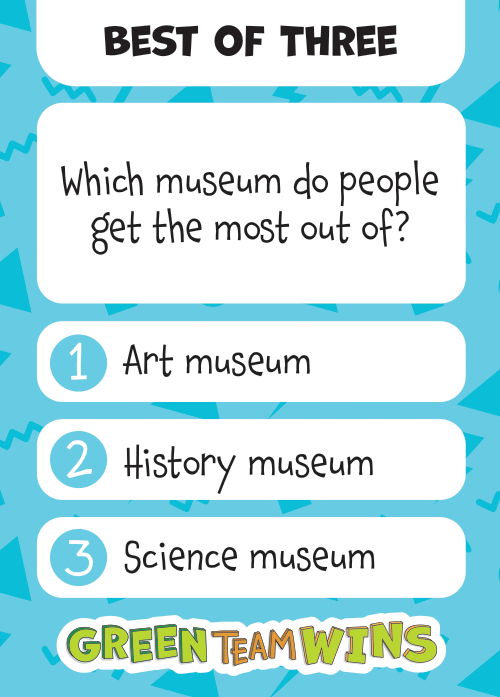 BEST OF THREE
Which museum do people
get the most out of?
1 Art museum
2 History museum
3 Science museum
GREEN TEAM WINS